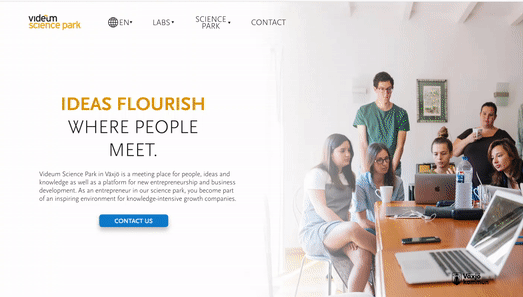 videum
science park
EN
LABS
SCIENCE
PARK
CONTACT
IDEAS FLOURISH
WHERE PEOPLE
MEET.
Videum Science Park in Växjö is a meeting place for people, ideas and
knowledge as well as a platform for new entrepreneurship and business
development. As an entrepreneur in our science park, you become part
of an inspiring environment for knowledge-intensive growth companies.
CONTACT US
Växjö
kommun